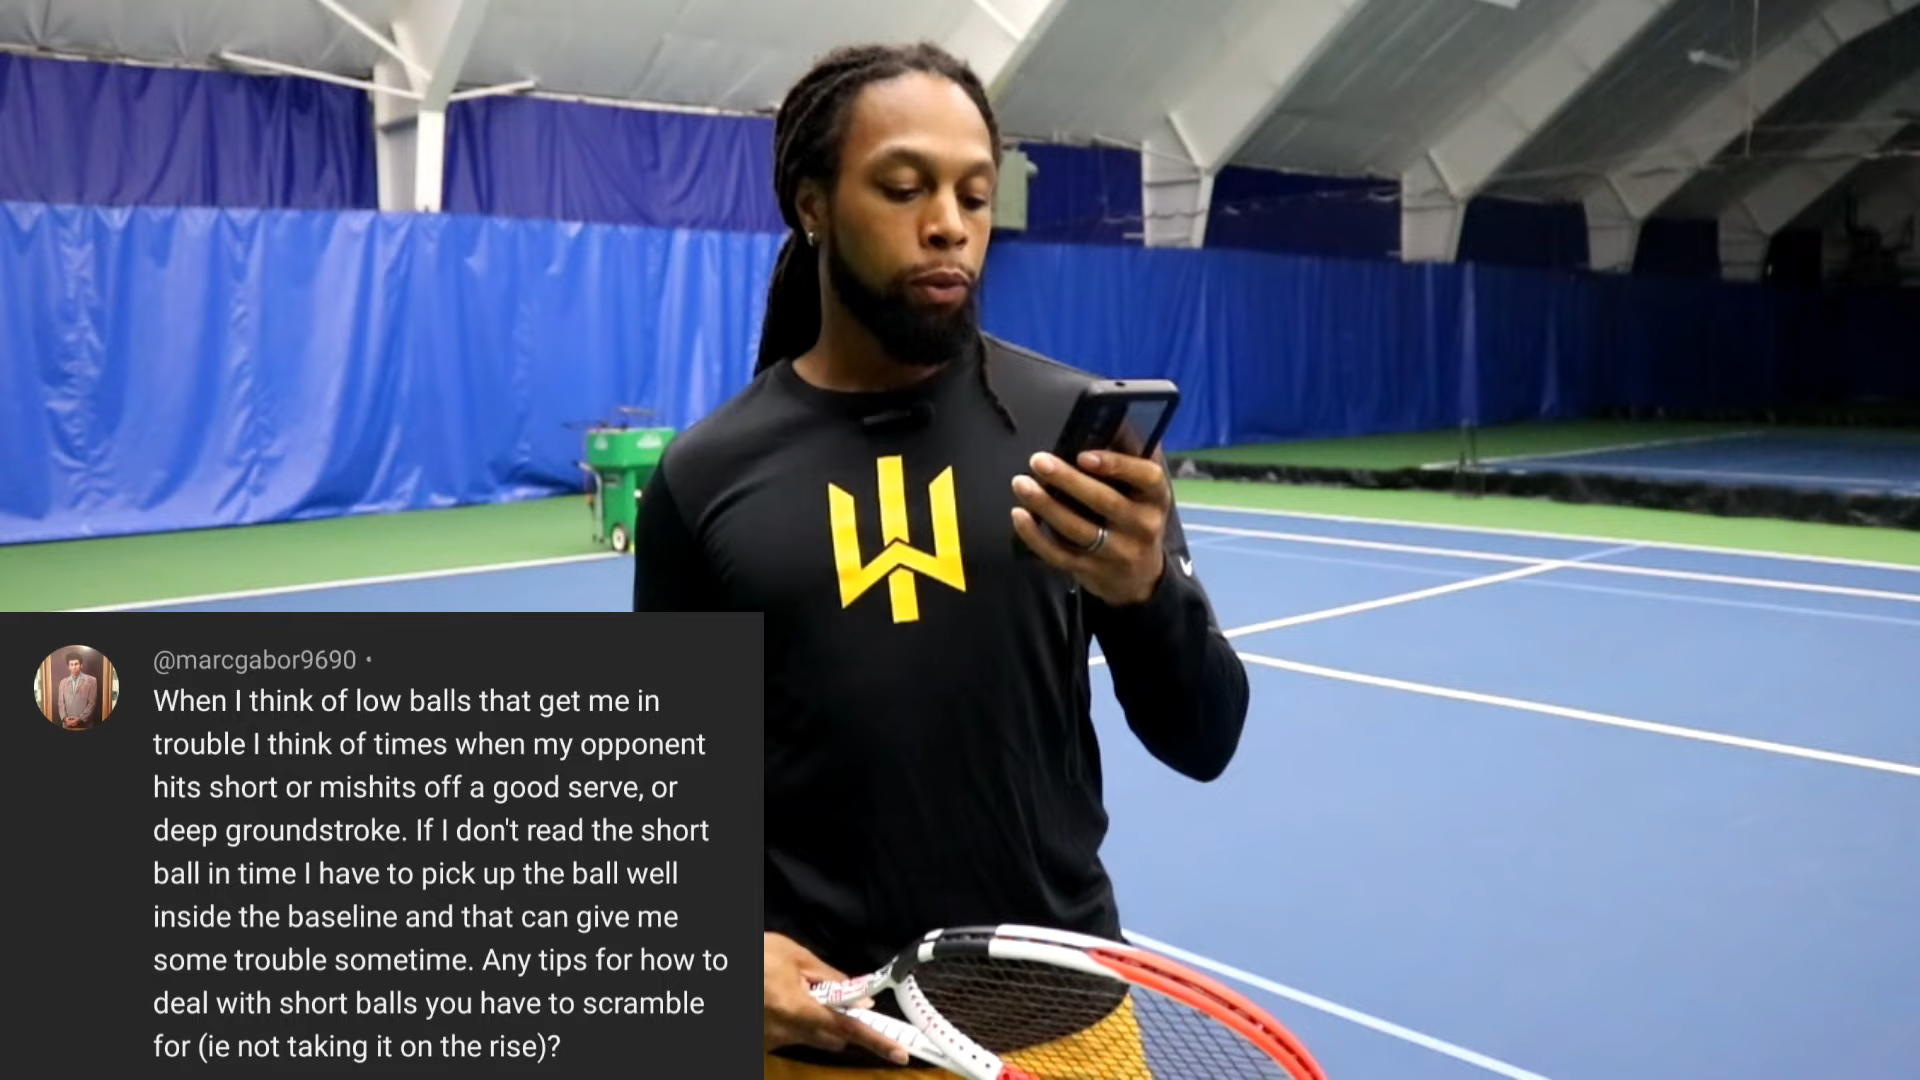 @marcgabor9690 •
When I think of low balls that get me in
trouble I think of times when my opponent
hits short or mishits off a good serve, or
deep groundstroke. If I don't read the short
ball in time I have to pick up the ball well
inside the baseline and that can give me
some trouble sometime. Any tips for how to
deal with short balls you have to scramble
for (ie not taking it on the rise)?